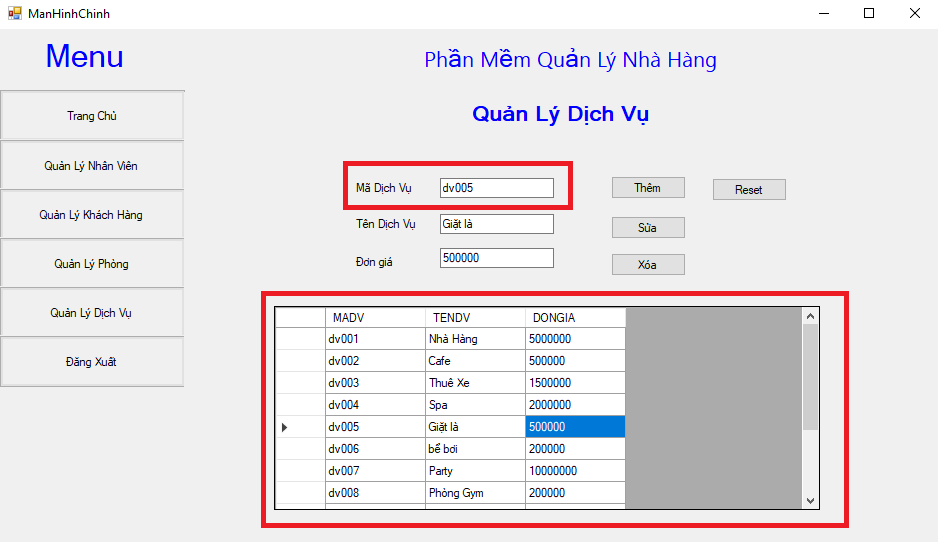 ManHinhChinh
Menu
Phần Mềm Quản Lý Nhà Hàng
Trang Chủ
Quản Lý Nhân Viên
Quản Lý Khách Hàng
Quản Lý Phòng
Quản Lý Dịch Vụ
Đăng Xuất
Quản Lý Dịch Vụ
Mã Dịch Vụ dv005 Thêm Reset
Tên Dịch Vụ Giặt là Sửa
Đơn giá 500000 Xóa
MADV TENDV DONGIA
dv001 Nhà Hàng 5000000
dv002 Cafe 500000
dv003 Thuê Xe 1500000
dv004 Spa 2000000
dv005 Giặt là 500000
dv006 bể bơi 200000
dv007 Party 10000000
dv008 Phòng Gym 200000